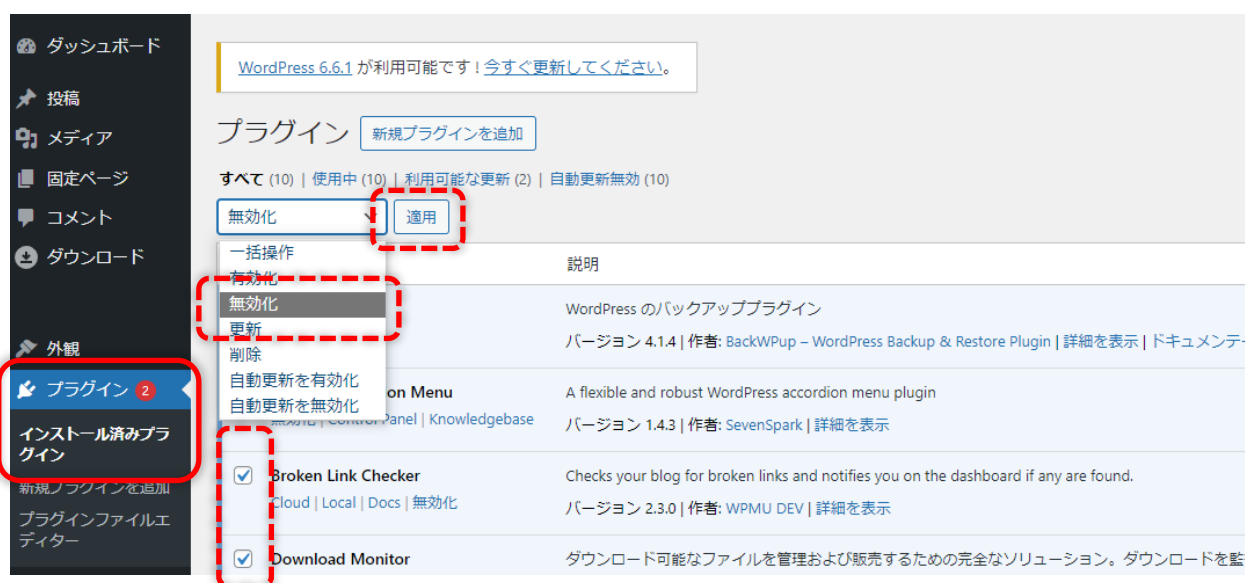 ダッシュボード
投稿
メディア
固定ページ
コメント
ダウンロード
外観
プラグイン 2
インストール済みプラ
グイン
新規プラグインを追加
プラグインファイルエ
ディター
WordPress 6.6.1 が利用可能です ! 今すぐ更新してください。
プラグイン 新規プラグインを追加
すべて (10) | 使用中 (10) | 利用可能な更新 (2) | 自動更新無効 (10)
無効化 適用
一括操作
有効化
無効化
更新
削除
自動更新を有効化
自動更新を無効化
説明
WordPress のバックアッププラグイン
バージョン 4.1.4 | 作者: BackWPup – WordPress Backup & Restore Plugin | 詳細を表示 | ドキュメンテー
on Menu
無効化 | Control Panel | Knowledgebase
A flexible and robust WordPress accordion menu plugin
バージョン 1.4.3 | 作者: SevenSpark | 詳細を表示
Broken Link Checker
Cloud | Local | Docs | 無効化
Checks your blog for broken links and notifies you on the dashboard if any are found.
バージョン 2.3.0 | 作者: WPMU DEV | 詳細を表示
Download Monitor
ダウンロード可能なファイルを管理および販売するための完全なソリューション。ダウンロードを監